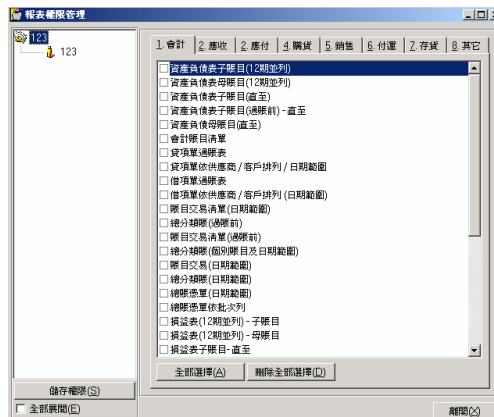 報表權限管理
123
123
1.會計
2.應收
2.應付
4.購貨
5.銷售
6.付運
7.存貨
8.其它
資產負債表子賬目(12期並列)
資產負債表母賬目(12期並列)
資產負債表子賬目(直至)
資產負債表子賬目(過賬前)-直至
資產負債母賬目(直至)
會計賬目清單
貸項單過賬表
貸項單依供應商/客戶排列/日期範圍
借項單過賬表
借項單依供應商/客戶排列(日期範圍)
賬目交易清單(日期範圍)
總分類賬(過賬前)
賬目交易清單(過賬前)
總分類賬(個別賬目及日期範圍)
賬目交易(日期範圍)
總分類賬(日期範圍)
總賬憑單(日期範圍)
總賬憑單依批次列
損益表(12期並列)-子賬目
損益表(12期並列)-母賬目
損益表子賬目-直至
全部選擇(A)
刪除全部選擇(D)
儲存權限(S)
全部展開(E)
離開(X)